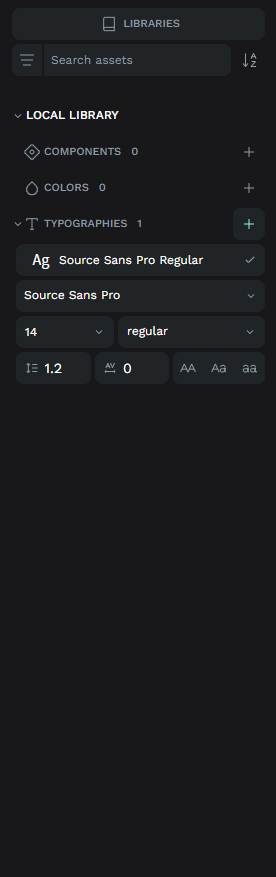 LIBRARIES
Search assets
A Z
LOCAL LIBRARY
COMPONENTS 0
COLORS 0
TYPOGRAPHIES 1
Ag Source Sans Pro Regular
Source Sans Pro
14 regular
1.2 AV 0 AA Aa aa